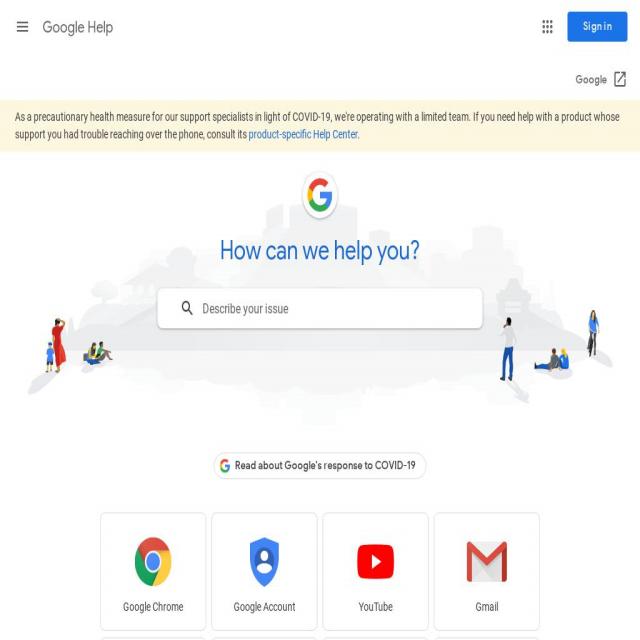 Google Help
Sign in
Google
As a precautionary health measure for our support specialists in light of COVID-19, we're operating with a limited team. If you need help with a product whose
support you had trouble reaching over the phone, consult its product-specific Help Center.
How can we help you?
Describe your issue
Read about Google's response to COVID-19
Google Chrome
Google Account
YouTube
Gmail